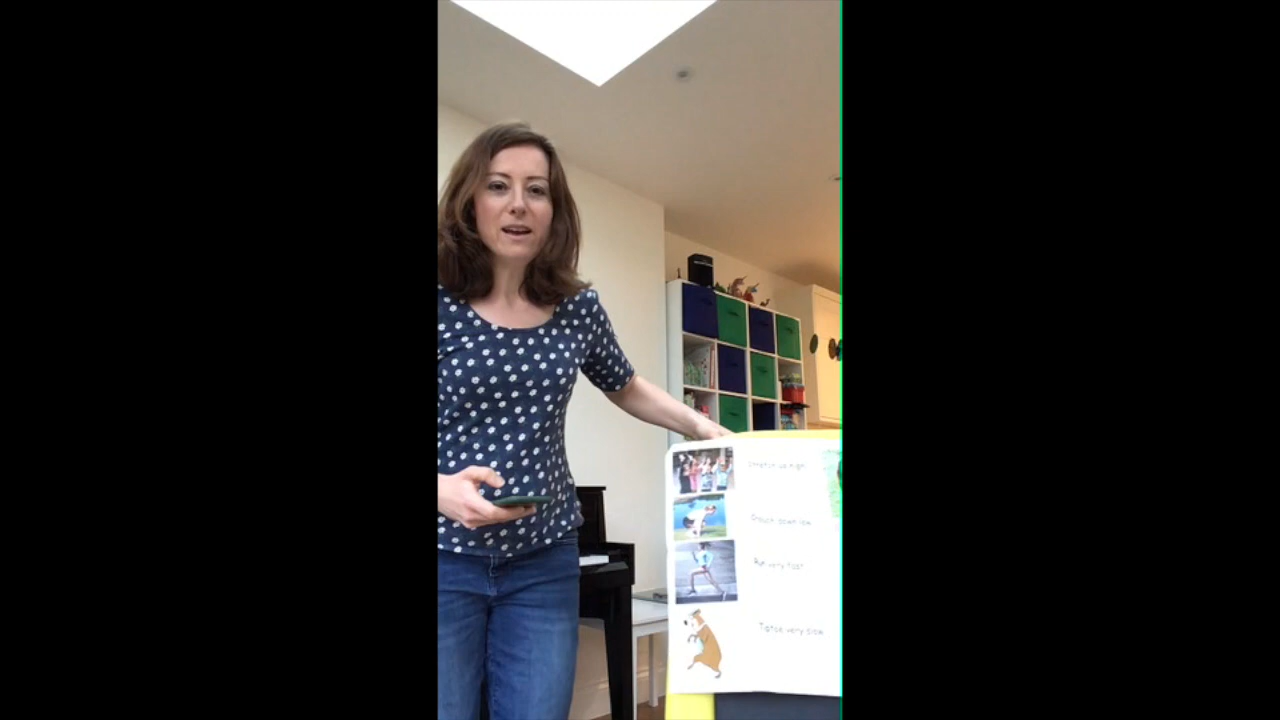 Stretch up high
Crouch down low
Run very fast
Tiptoe very slow